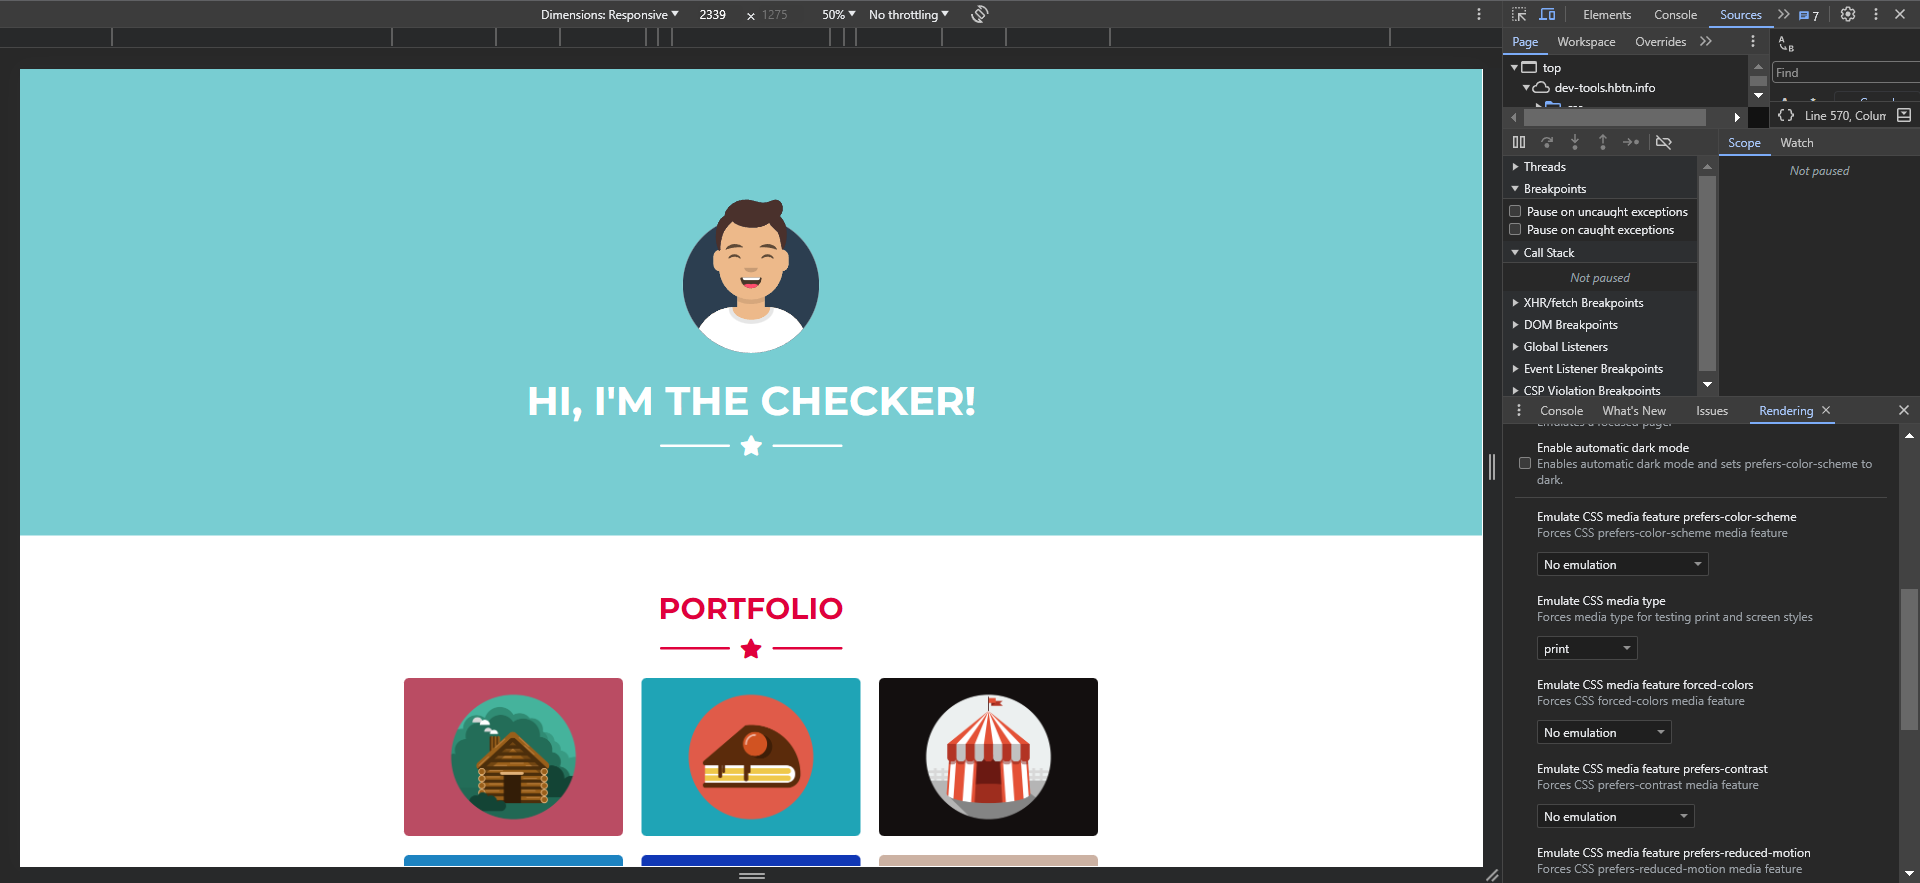 Dimensions: Responsive 2339 x 1275 50% No throttling
Elements Console Sources 7
Page Workspace Overrides
top
dev-tools.hbtn.info
Find
Line 570, Colum
Scope Watch
Not paused
Threads
Breakpoints
Pause on uncaught exceptions
Pause on caught exceptions
Call Stack
Not paused
XHR/fetch Breakpoints
DOM Breakpoints
Global Listeners
Event Listener Breakpoints
CSP Violation Breakpoints
Console What's New Issues Rendering
Emulates a focused page.
Enable automatic dark mode
Enables automatic dark mode and sets prefers-color-scheme to
dark.
Emulate CSS media feature prefers-color-scheme
Forces CSS prefers-color-scheme media feature
No emulation
Emulate CSS media type
Forces media type for testing print and screen styles
print
Emulate CSS media feature forced-colors
Forces CSS forced-colors media feature
No emulation
Emulate CSS media feature prefers-contrast
Forces CSS prefers-contrast media feature
No emulation
Emulate CSS media feature prefers-reduced-motion
Forces CSS prefers-reduced-motion media feature
HI, I'M THE CHECKER!
PORTFOLIO